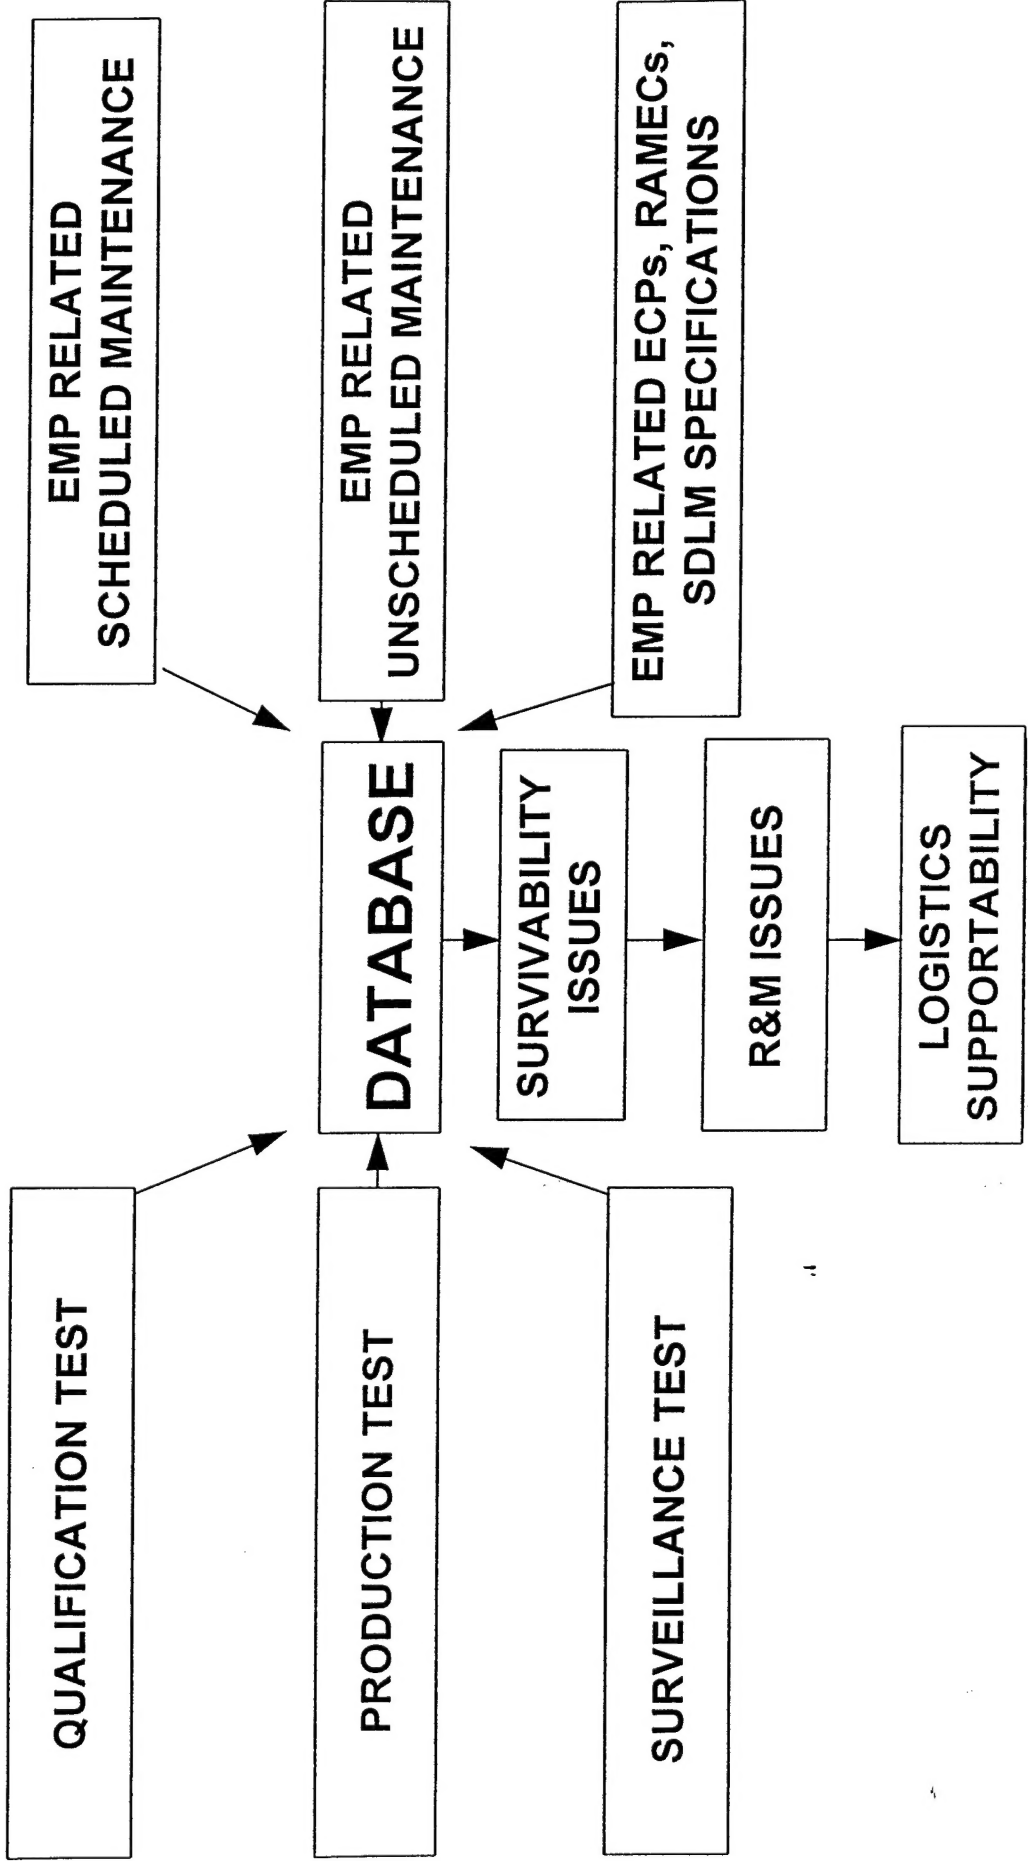 QUALIFICATION TEST
PRODUCTION TEST
SURVEILLANCE TEST
DATABASE
SURVIVABILITY
ISSUES
R&M ISSUES
LOGISTICS
SUPPORTABILITY
EMP RELATED
SCHEDULED MAINTENANCE
EMP RELATED
UNSCHEDULED MAINTENANCE
EMP RELATED ECPs, RAMECs,
SDLM SPECIFICATIONS